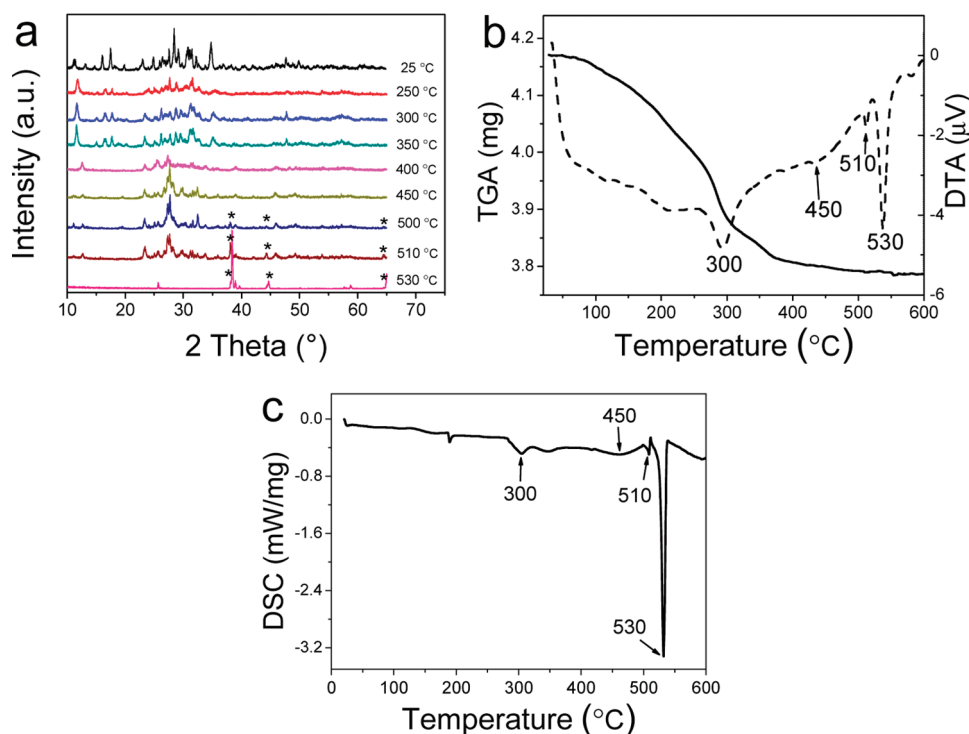 a
Intensity (a.u.)
25 °C
250 °C
300 °C
350 °C
400 °C
450 °C
500 °C
* * *
510 °C
* * *
530 °C
* * *
10 20 30 40 50 60 70
2 Theta (°)
b
TGA (mg)
4.2
4.1
4.0
3.9
3.8
DTA (µV)
0
-2
-4
-6
300
450
510
530
100 200 300 400 500 600
Temperature (°C)
c
DSC (mW/mg)
0.0
-0.8
-1.6
-2.4
-3.2
300
450
510
530
0 100 200 300 400 500 600
Temperature (°C)